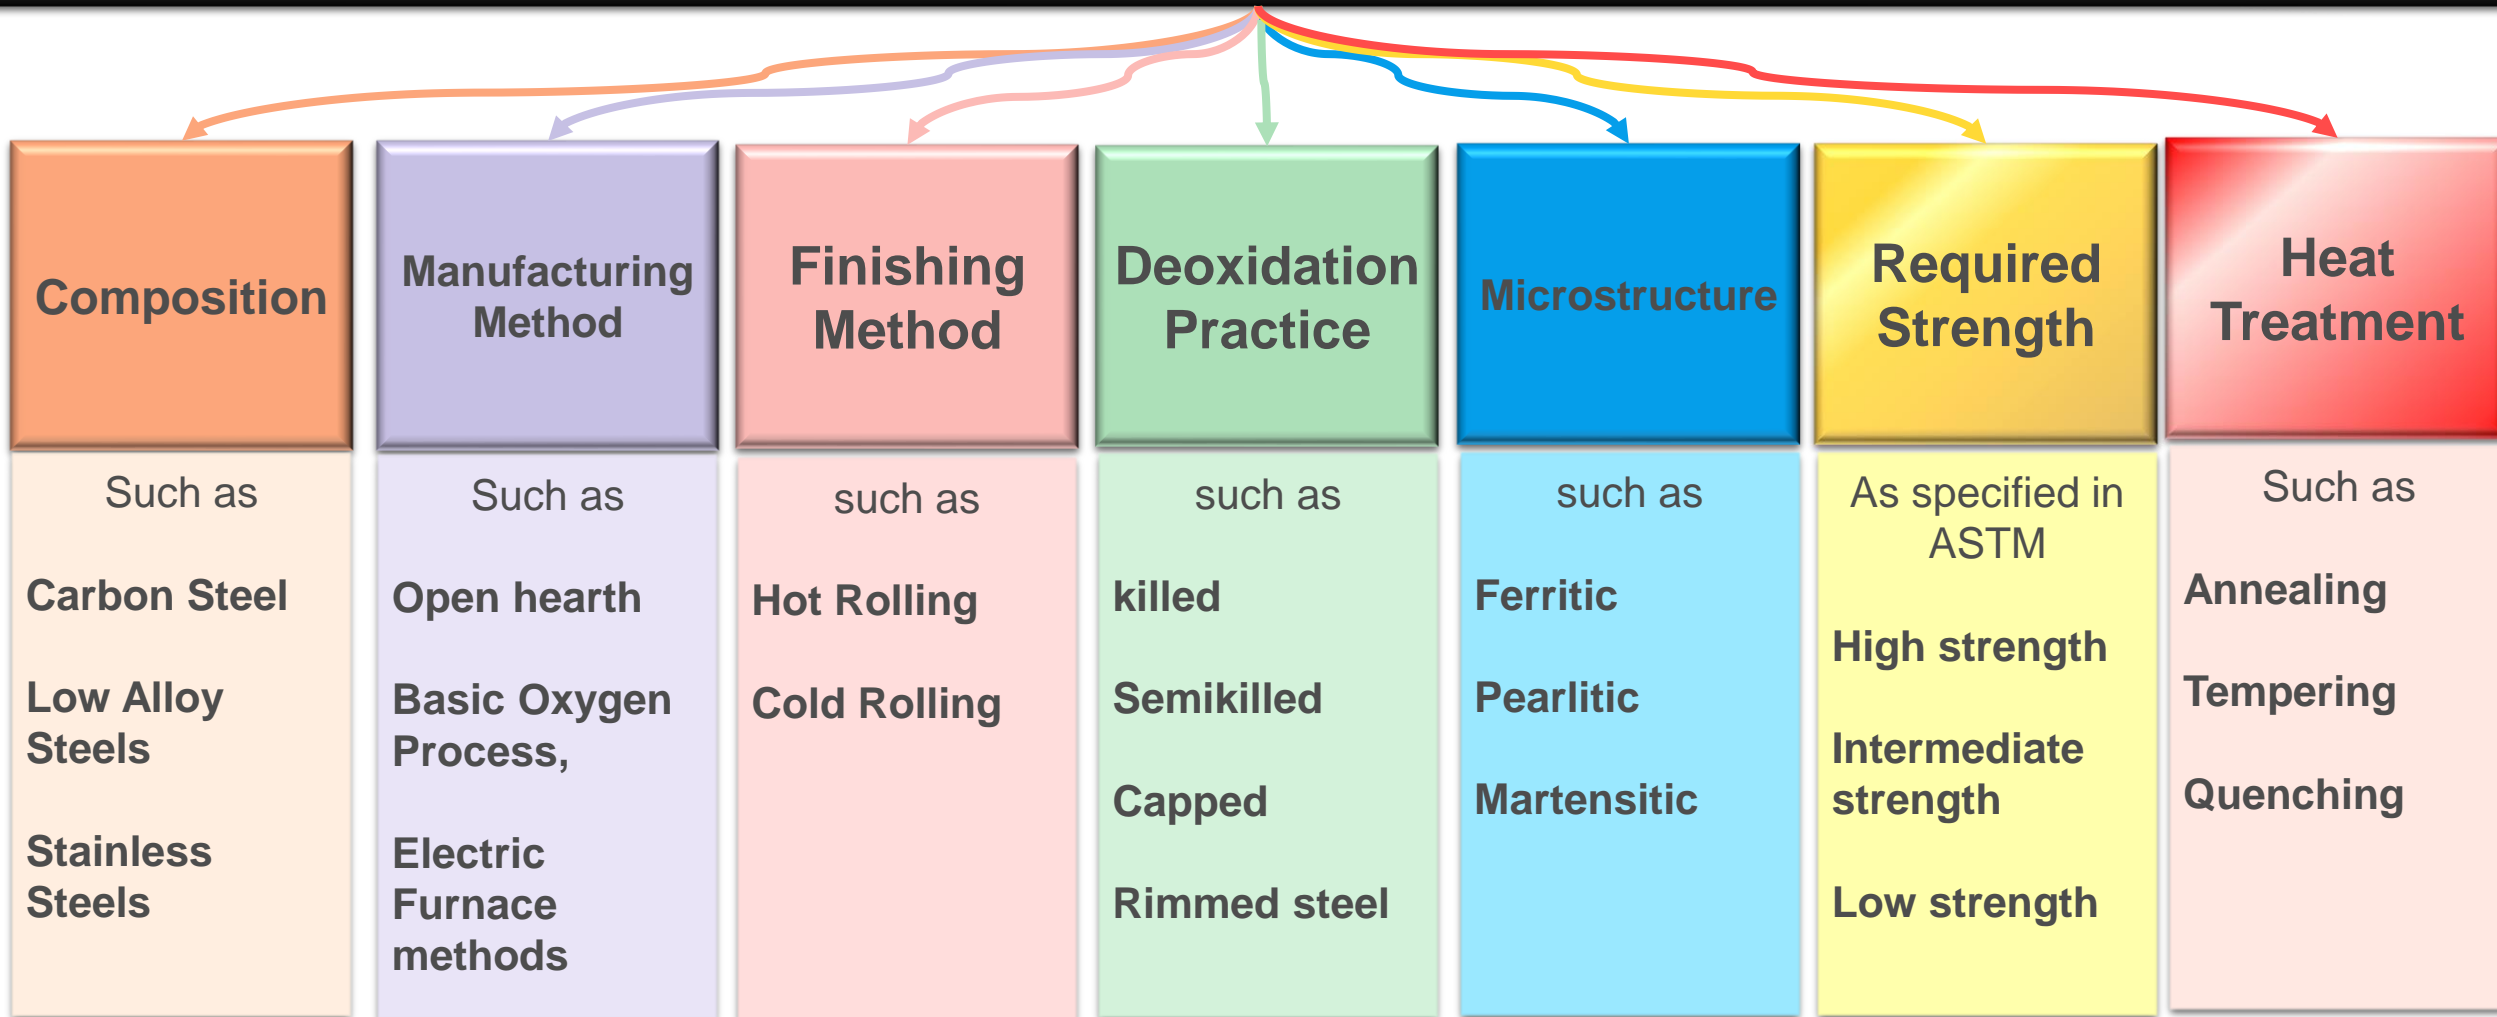 Composition
Such as
Carbon Steel
Low Alloy
Steels
Stainless
Steels
Manufacturing
Method
Such as
Open hearth
Basic Oxygen
Process,
Electric
Furnace
methods
Finishing
Method
such as
Hot Rolling
Cold Rolling
Deoxidation
Practice
such as
killed
Semikilled
Capped
Rimmed steel
Microstructure
such as
Ferritic
Pearlitic
Martensitic
Required
Strength
As specified in
ASTM
High strength
Intermediate
strength
Low strength
Heat
Treatment
Such as
Annealing
Tempering
Quenching